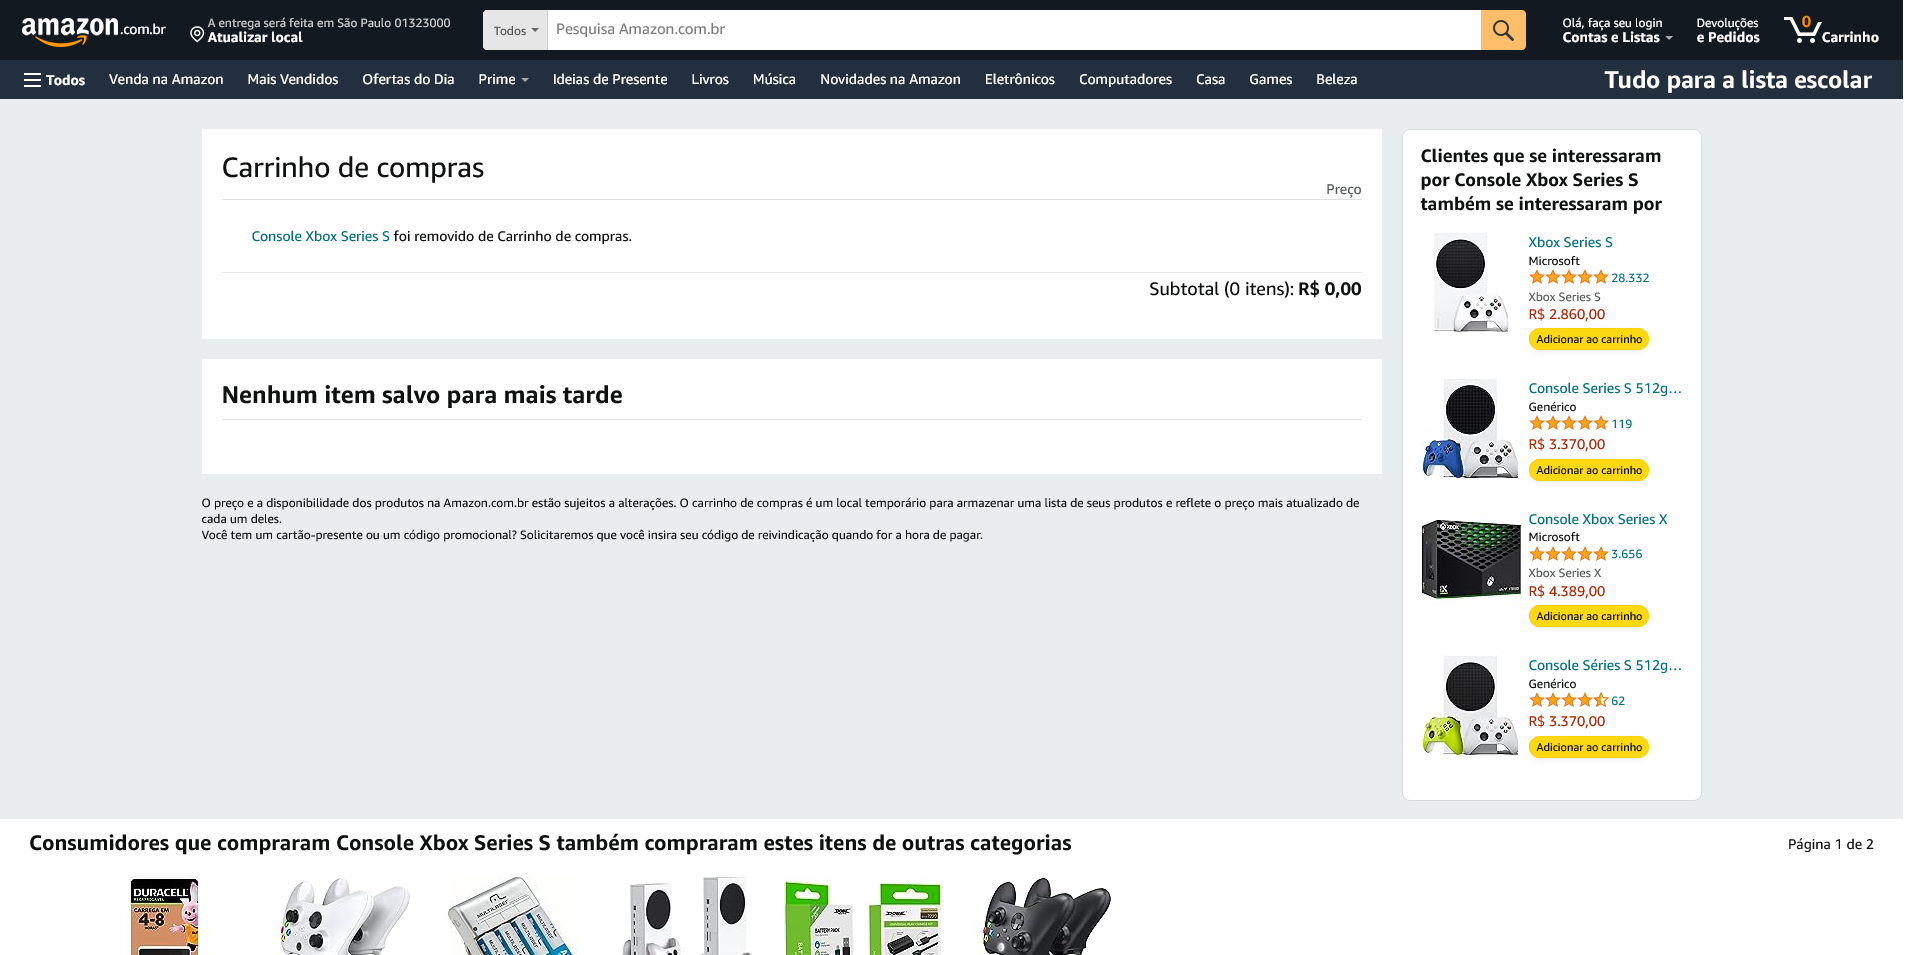 amazon.com.br
A entrega será feita em São Paulo 01323000
Atualizar local
Todos
Pesquisa Amazon.com.br
Olá, faça seu login
Contas e Listas
Devoluções
e Pedidos
0
Carrinho
Todos
Venda na Amazon
Mais Vendidos
Ofertas do Dia
Prime
Ideias de Presente
Livros
Música
Novidades na Amazon
Eletrônicos
Computadores
Casa
Games
Beleza
Tudo para a lista escolar
Carrinho de compras
Preço
Console Xbox Series S foi removido de Carrinho de compras.
Subtotal (0 itens): R$ 0,00
Nenhum item salvo para mais tarde
O preço e a disponibilidade dos produtos na Amazon.com.br estão sujeitos a alterações. O carrinho de compras é um local temporário para armazenar uma lista de seus produtos e reflete o preço mais atualizado de
cada um deles.
Você tem um cartão-presente ou um código promocional? Solicitaremos que você insira seu código de reivindicação quando for a hora de pagar.
Clientes que se interessaram
por Console Xbox Series S
também se interessaram por
Xbox Series S
Microsoft
28.332
Xbox Series S
R$ 2.860,00
Adicionar ao carrinho
Console Series S 512g…
Genérico
119
R$ 3.370,00
Adicionar ao carrinho
XBOX
Console Xbox Series X
Microsoft
3.656
Xbox Series X
R$ 4.389,00
Adicionar ao carrinho
Console Séries S 512g…
Genérico
62
R$ 3.370,00
Adicionar ao carrinho
Consumidores que compraram Console Xbox Series S também compraram estes itens de outras categorias
Página 1 de 2
DURACELL
RECARREGÁVEL
CARREGA EM
4-8
HORAS
MULTILASER
DOBE
BATTERY PACK
DOBE